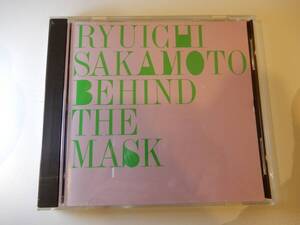 RYUICHI
SAKAMOTO
BEHIND
THE
MASK